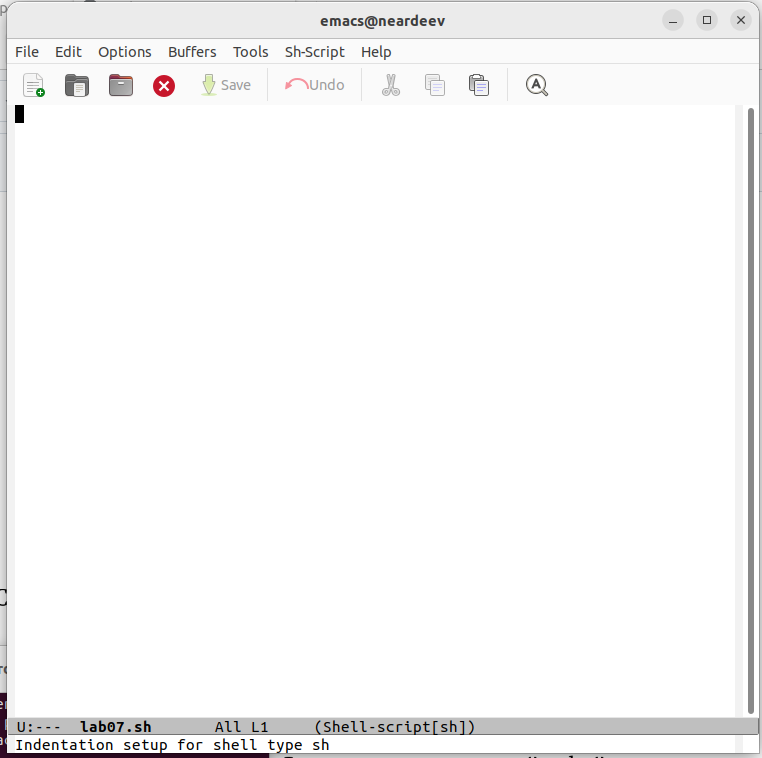 emacs@neardeev
File Edit Options Buffers Tools Sh-Script Help
Save Undo
U:--- lab07.sh All L1 (Shell-script[sh])
Indentation setup for shell type sh